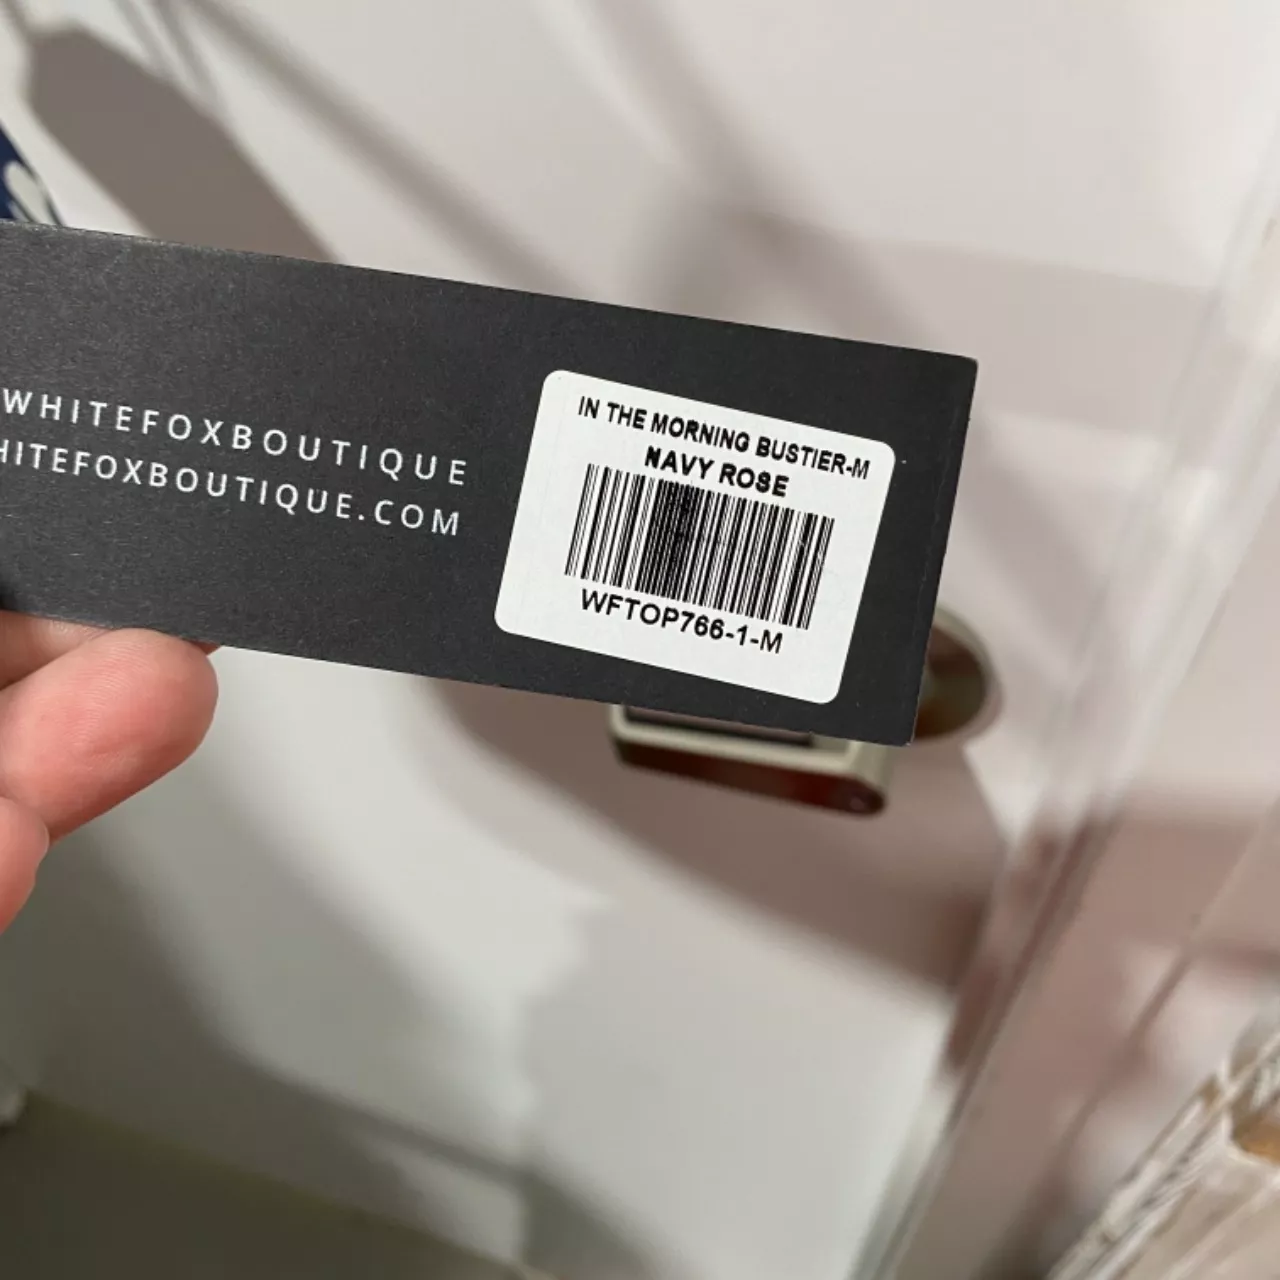 WHITEFOXBOUTIQUE
HITEFOXBOUTIQUE.COM
IN THE MORNING BUSTIER-M
NAVY ROSE
WFTOP766-1-M